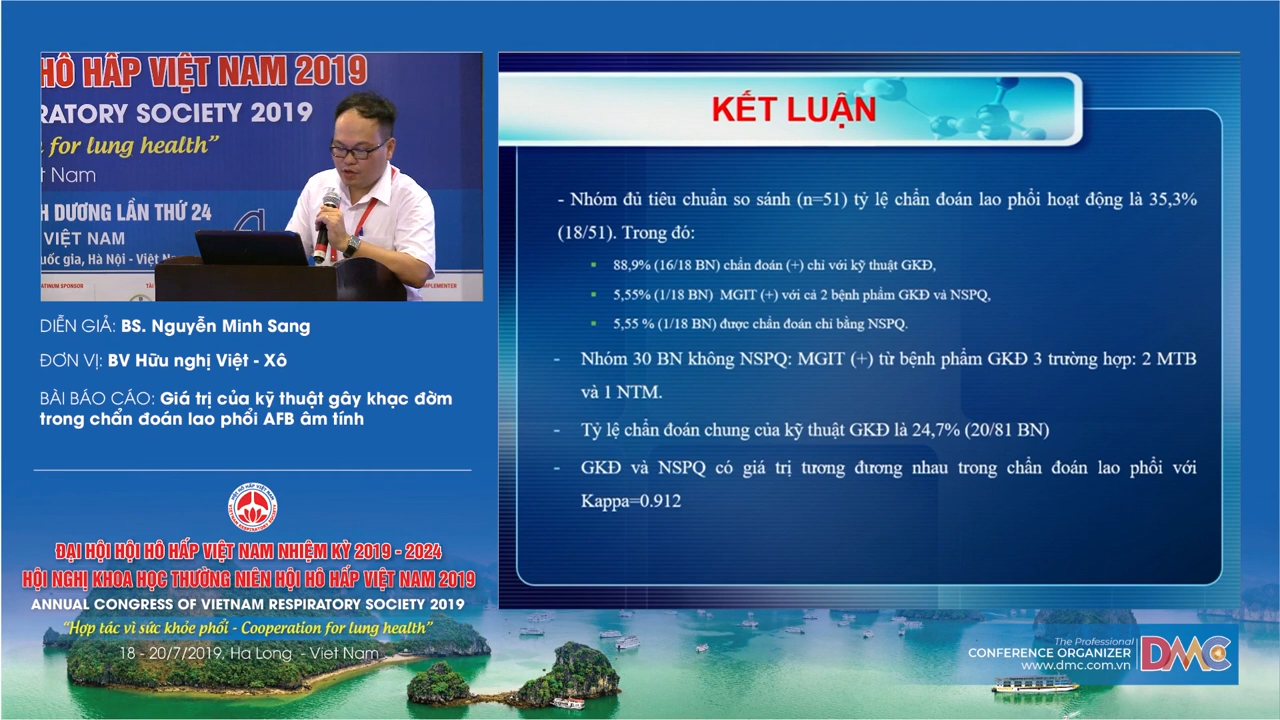 HÔ HẤP VIỆT NAM 2019
RATORY SOCIETY 2019
for lung health”
t Nam
H DƯƠNG LẦN THỨ 24
VIỆT NAM
uốc gia, Hà Nội - Việt
PLATINUM SPONSOR
DIỄN GIẢ: BS. Nguyễn Minh Sang
ĐƠN VỊ: BV Hữu nghị Việt - Xô
BÀI BÁO CÁO: Giá trị của kỹ thuật gây khạc đờm
trong chẩn đoán lao phổi AFB âm tính
HỘI HÔ HẤP VIỆT NAM
VIETNAM RESPIRATORY SOCIETY
ĐẠI HỘI HỘI HÔ HẤP VIỆT NAM NHIỆM KỲ 2019 - 2024
HỘI NGHỊ KHOA HỌC THƯỜNG NIÊN HỘI HÔ HẤP VIỆT NAM 2019
ANNUAL CONGRESS OF VIETNAM RESPIRATORY SOCIETY 2019
“Hợp tác vì sức khỏe phổi - Cooperation for lung health”
18 - 20/7/2019, Ha Long - Viet Nam
KẾT LUẬN
- Nhóm đủ tiêu chuẩn so sánh (n=51) tỷ lệ chẩn đoán lao phổi hoạt động là 35,3%
(18/51). Trong đó:
▪ 88,9% (16/18 BN) chẩn đoán (+) chỉ với kỹ thuật GKĐ,
▪ 5,55% (1/18 BN) MGIT (+) với cả 2 bệnh phẩm GKĐ và NSPQ,
▪ 5,55 % (1/18 BN) được chẩn đoán chỉ bằng NSPQ.
- Nhóm 30 BN không NSPQ: MGIT (+) từ bệnh phẩm GKĐ 3 trường hợp: 2 MTB
và 1 NTM.
- Tỷ lệ chẩn đoán chung của kỹ thuật GKĐ là 24,7% (20/81 BN)
- GKĐ và NSPQ có giá trị tương đương nhau trong chẩn đoán lao phổi với
Kappa=0.912
The Professional
CONFERENCE ORGANIZER
www.dmc.com.vn
DMC